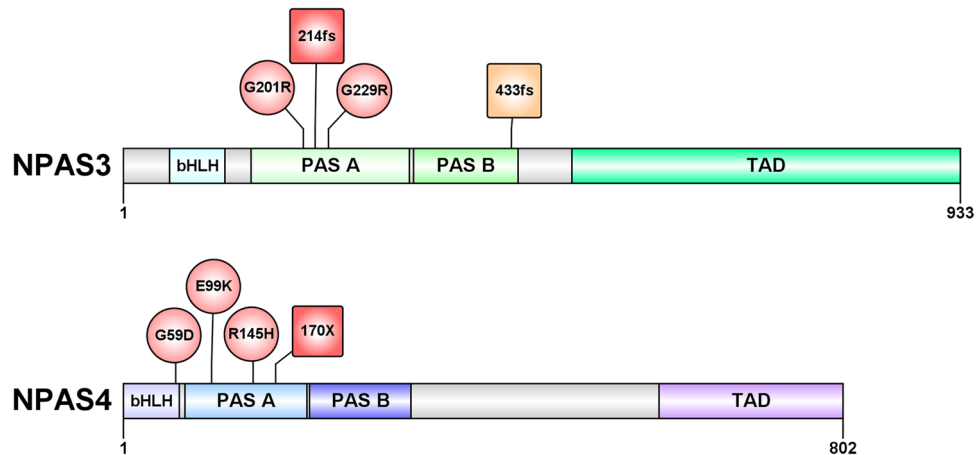 214fs
G201R
G229R
433fs
NPAS3
bHLH
PAS A
PAS B
TAD
1
933
E99K
G59D
R145H
170X
NPAS4
bHLH
PAS A
PAS B
TAD
1
802